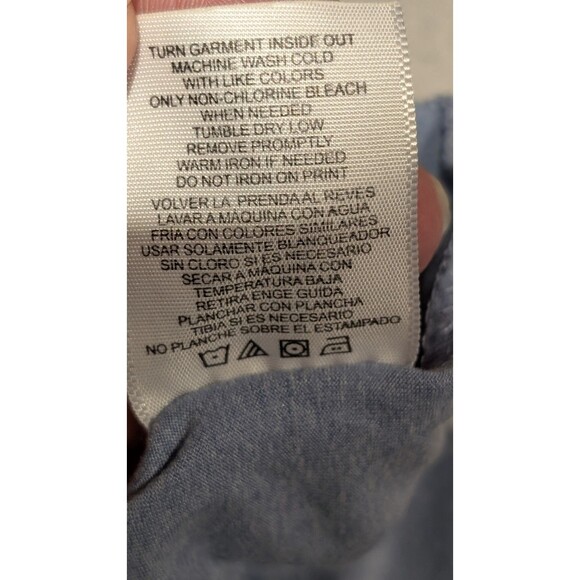 TURN GARMENT INSIDE OUT
MACHINE WASH COLD
WITH LIKE COLORS
ONLY NON-CHLORINE BLEACH
WHEN NEEDED
TUMBLE DRY LOW
REMOVE PROMPTLY
WARM IRON IF NEEDED
DO NOT IRON ON PRINT
VOLVER LA PRENDA AL REVES
LAVAR A MAQUINA CON AGUA
FRIA CON COLORES SIMILARES
USAR SOLAMENTE BLANQUEADOR
SIN CLORO SI ES NECESARIO
SECAR A MAQUINA CON
TEMPERATURA BAJA
RETIRA ENGE GUIDA
PLANCHAR CON PLANCHA
TIBIA SI ES NECESARIO
NO PLANCHE SOBRE EL ESTAMPADO